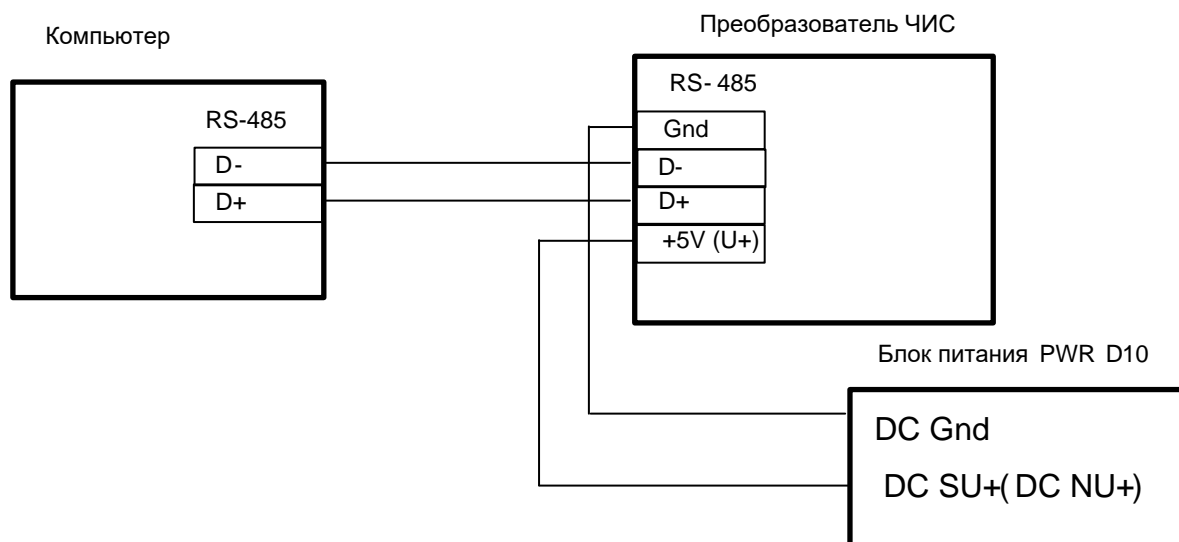 Компьютер
Преобразователь ЧИС
RS-485
D-
D+
RS- 485
Gnd
D-
D+
+5V (U+)
Блок питания PWR D10
DC Gnd
DC SU+( DC NU+)